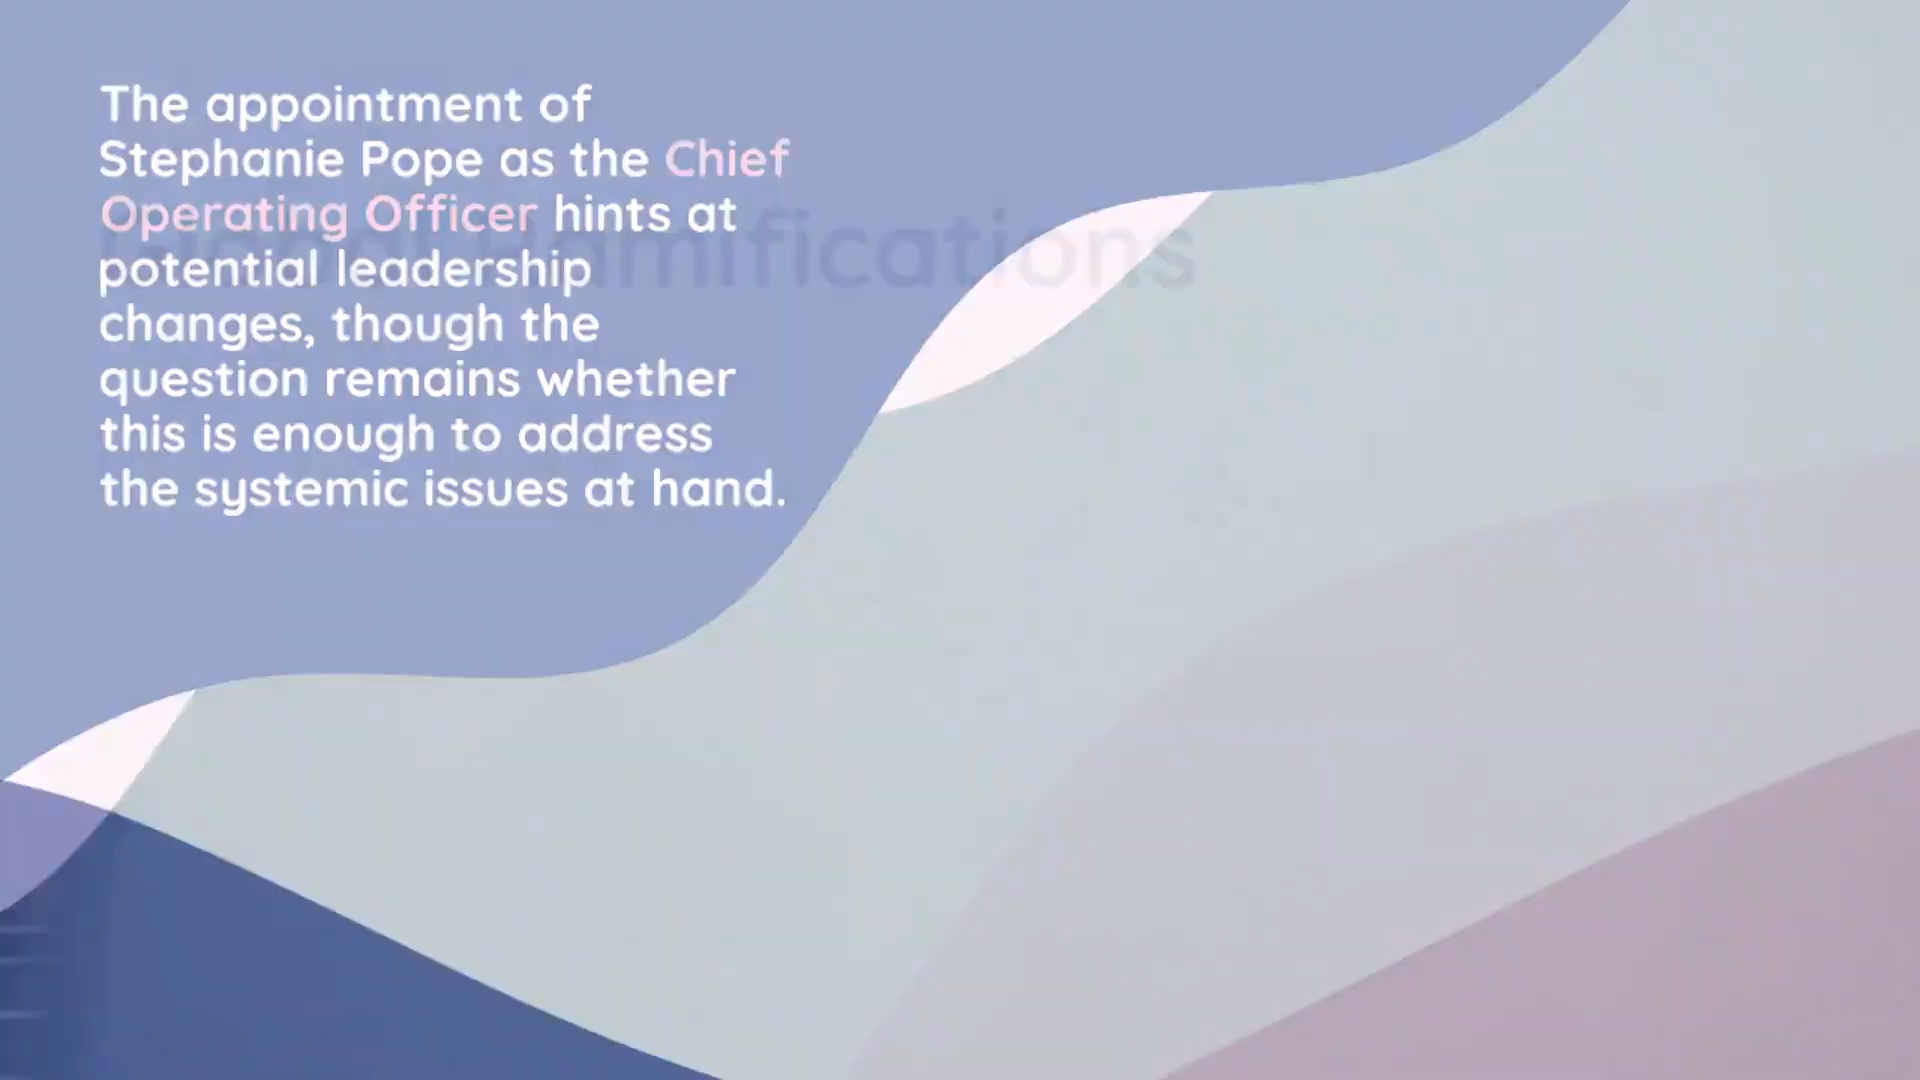 The appointment of
Stephanie Pope as the Chief
Operating Officer hints at
potential leadership
changes, though the
question remains whether
this is enough to address
the systemic issues at hand.
Ramifications